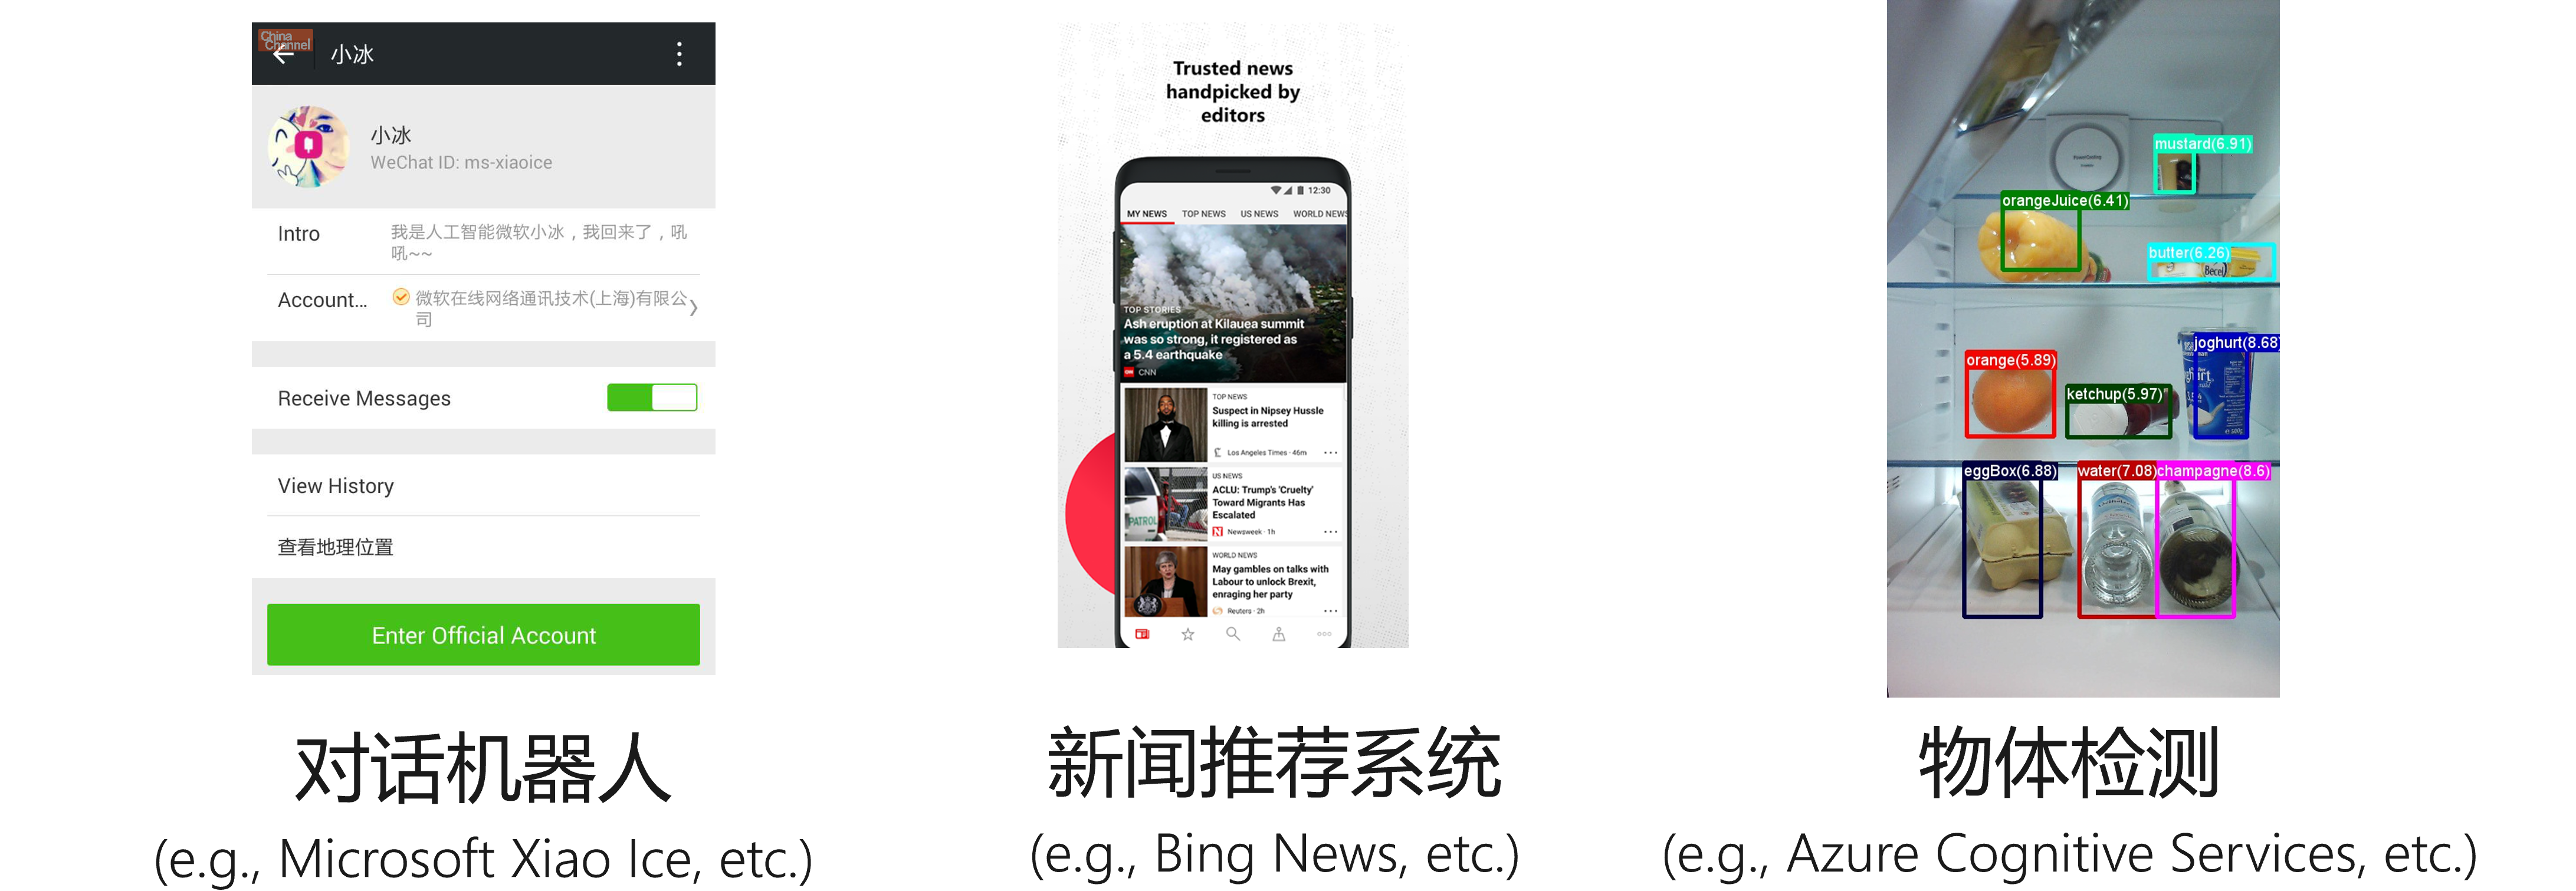 China
Channel
小冰
小冰
WeChat ID: ms-xiaoice
Intro
我是人工智能微软小冰，我回来了，吼
吼~~
Account...
微软在线网络通讯技术(上海)有限公
司
Receive Messages
View History
查看地理位置
Enter Official Account
对话机器人
(e.g., Microsoft Xiao Ice, etc.)
Trusted news
handpicked by
editors
12:30
MY NEWS TOP NEWS US NEWS WORLD NEWS
TOP STORIES
Ash eruption at Kilauea summit
was so strong, it registered as
a 5.4 earthquake
CNN
TOP NEWS
Suspect in Nipsey Hussle
killing is arrested
Los Angeles Times · 46m
US NEWS
ACLU: Trump's 'Cruelty'
Toward Migrants Has
Escalated
PATROL
Newsweek · 1h
WORLD NEWS
May gambles on talks with
Labour to unlock Brexit,
enraging her party
Reuters · 2h
新闻推荐系统
(e.g., Bing News, etc.)
mustard(6.91)
orangeJuice(6.41)
butter(6.26)
Becel
joghurt(8.68)
orange(5.89)
ketchup(5.97)
eggBox(6.88)
water(7.08)
champagne(8.6)
物体检测
(e.g., Azure Cognitive Services, etc.)